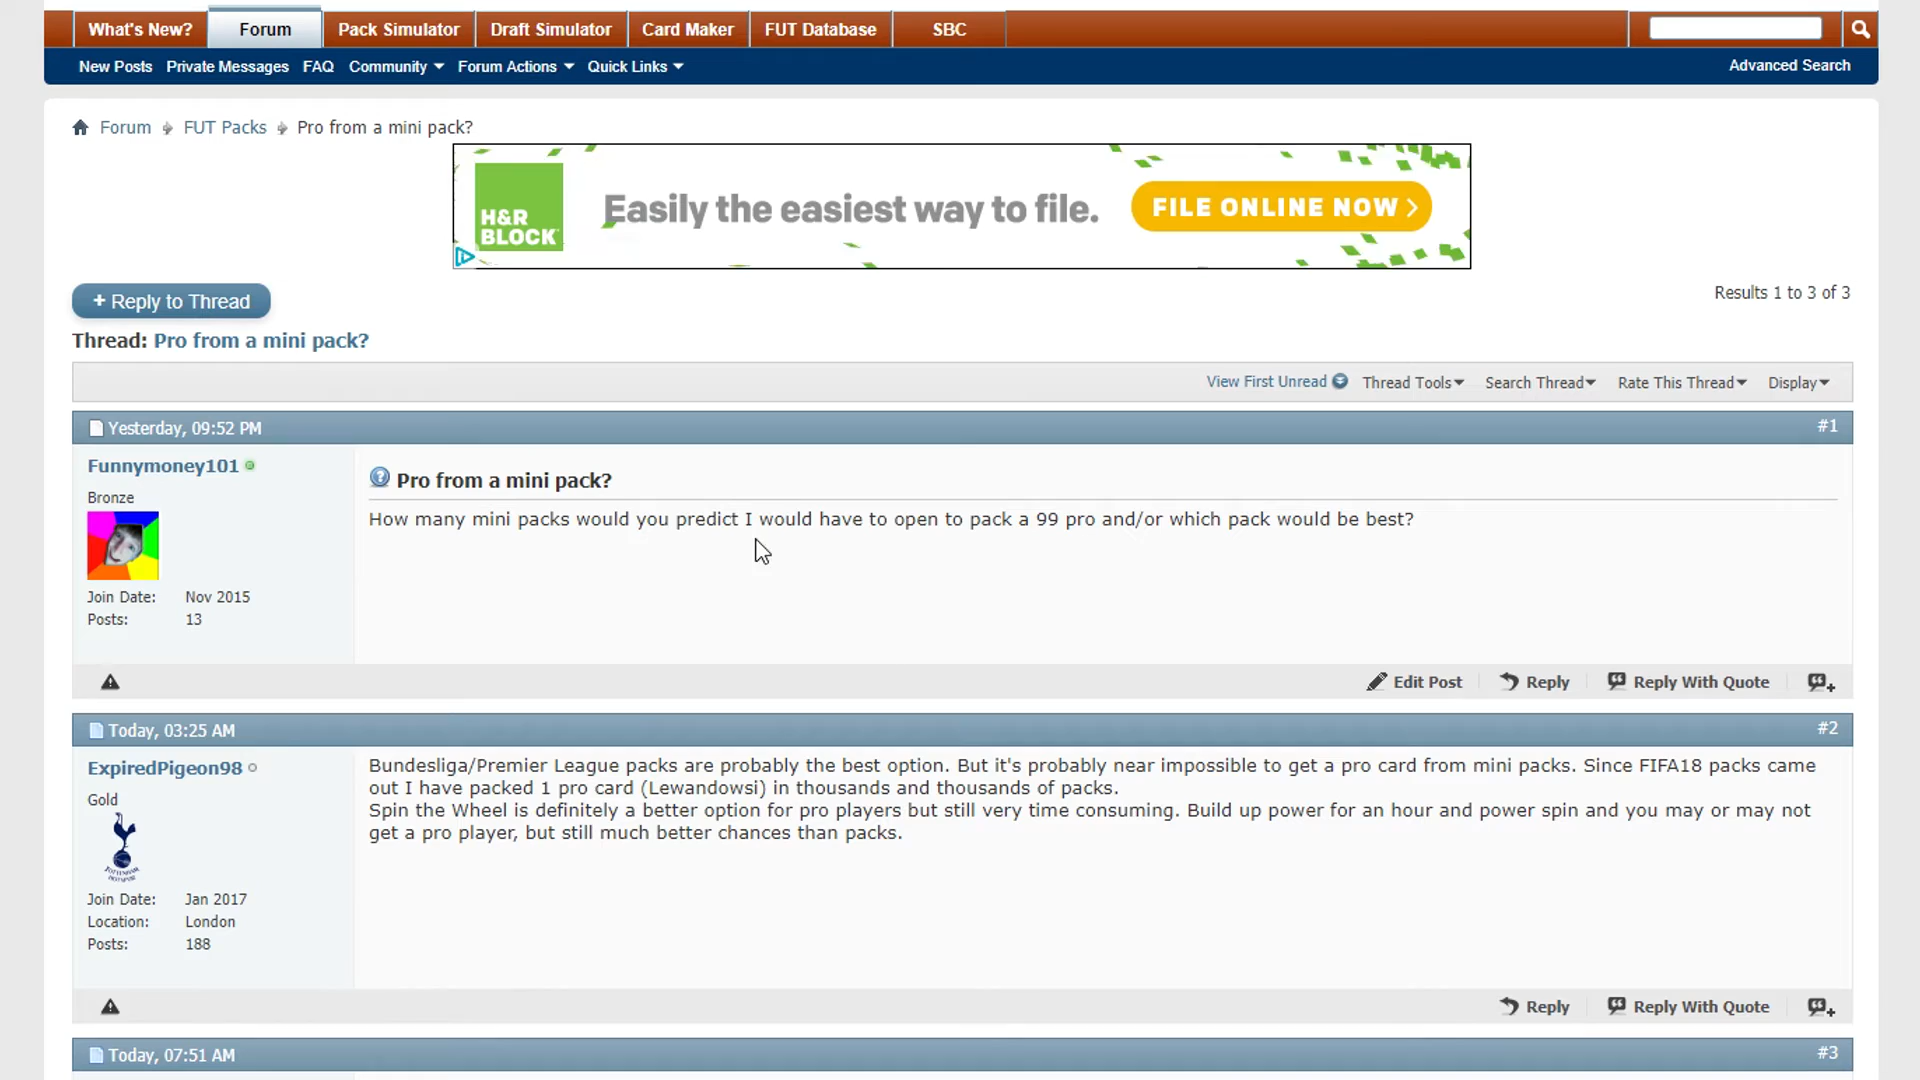 What's New?
Forum
Pack Simulator
Draft Simulator
Card Maker
FUT Database
SBC
New Posts
Private Messages
FAQ
Community
Forum Actions
Quick Links
Advanced Search
Forum
FUT Packs
Pro from a mini pack?
H&R
BLOCK
Easily the easiest way to file.
FILE ONLINE NOW >
+ Reply to Thread
Results 1 to 3 of 3
Thread: Pro from a mini pack?
View First Unread
Thread Tools
Search Thread
Rate This Thread
Display
Yesterday, 09:52 PM
#1
Funnymoney101
Bronze
Join Date: Nov 2015
Posts: 13
Pro from a mini pack?
How many mini packs would you predict I would have to open to pack a 99 pro and/or which pack would be best?
Edit Post
Reply
Reply With Quote
Today, 03:25 AM
#2
ExpiredPigeon98
Gold
TOTTENHAM
HOTSPUR
Join Date: Jan 2017
Location: London
Posts: 188
Bundesliga/Premier League packs are probably the best option. But it's probably near impossible to get a pro card from mini packs. Since FIFA18 packs came
out I have packed 1 pro card (Lewandowsi) in thousands and thousands of packs.
Spin the Wheel is definitely a better option for pro players but still very time consuming. Build up power for an hour and power spin and you may or may not
get a pro player, but still much better chances than packs.
Reply
Reply With Quote
Today, 07:51 AM
#3